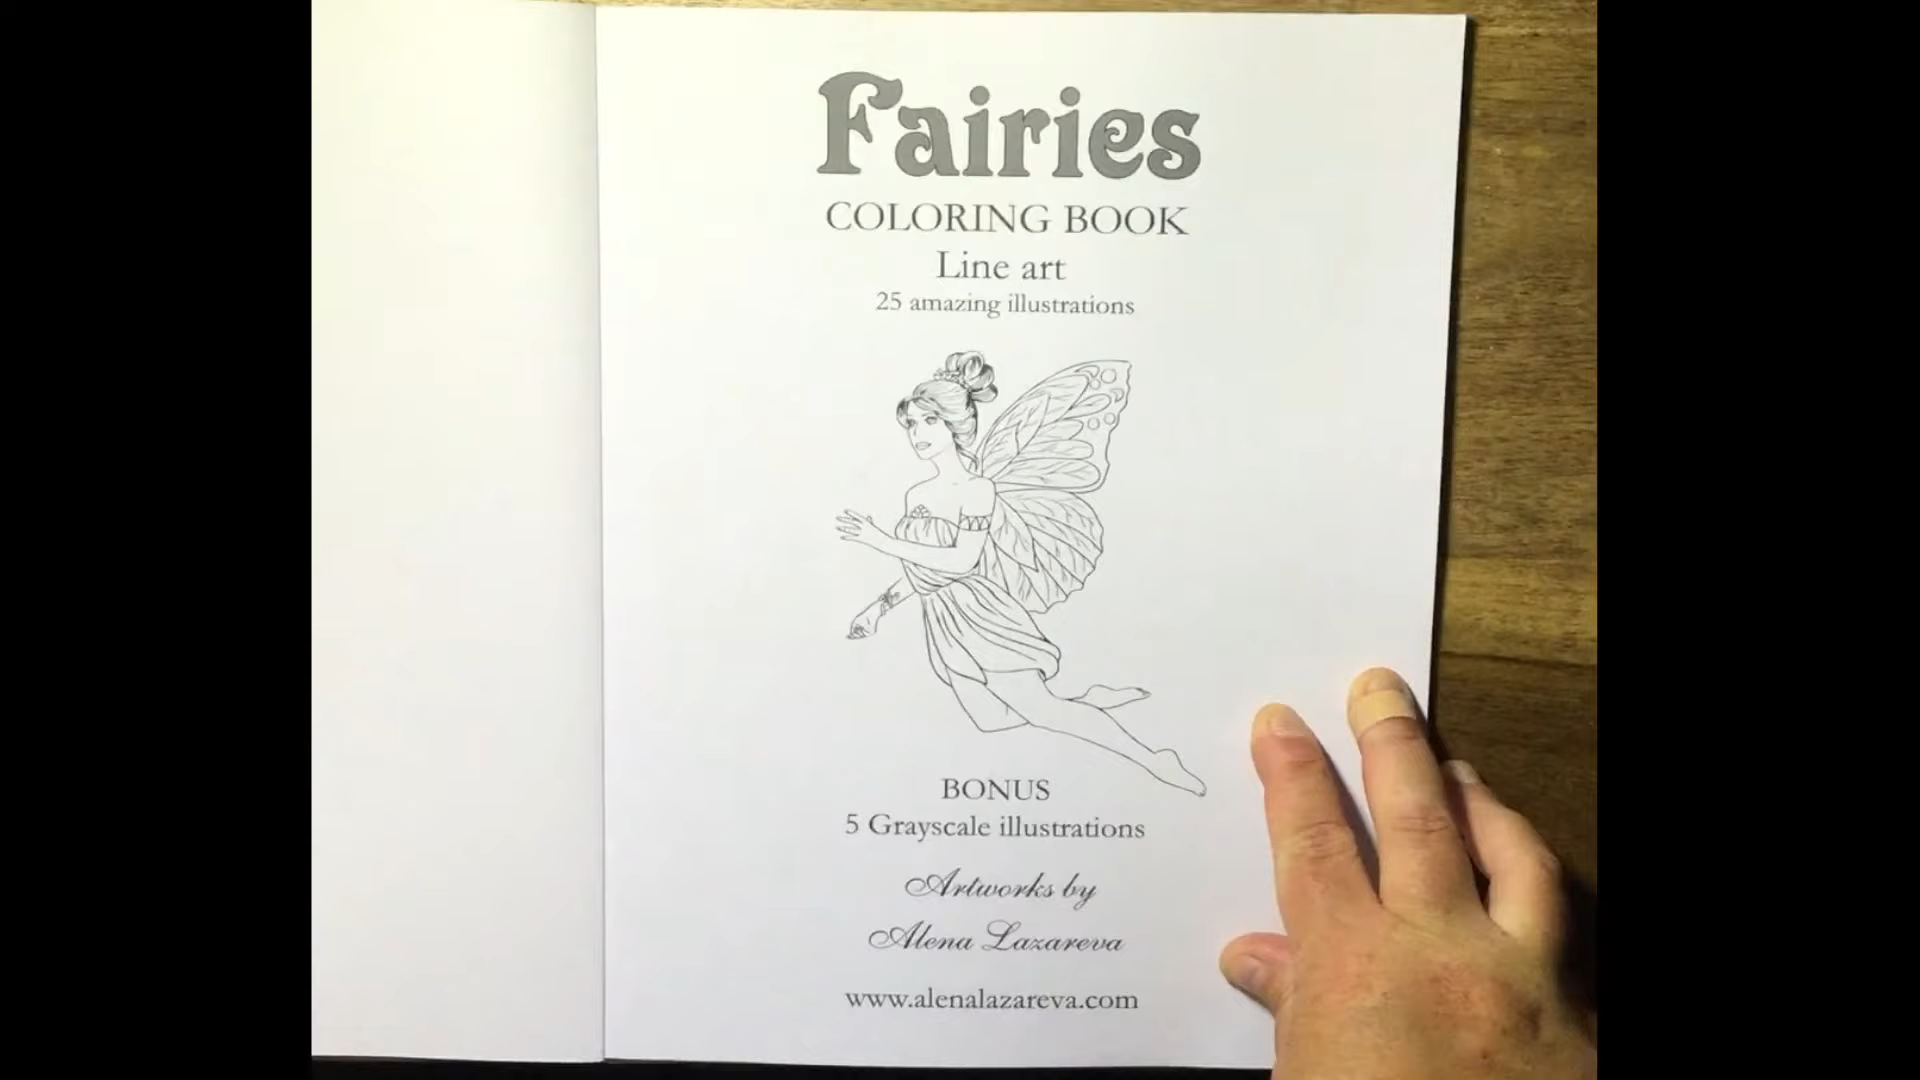 Fairies
COLORING BOOK
Line art
25 amazing illustrations
BONUS
5 Grayscale illustrations
Artworks by
Alena Lazareva
www.alenalazareva.com